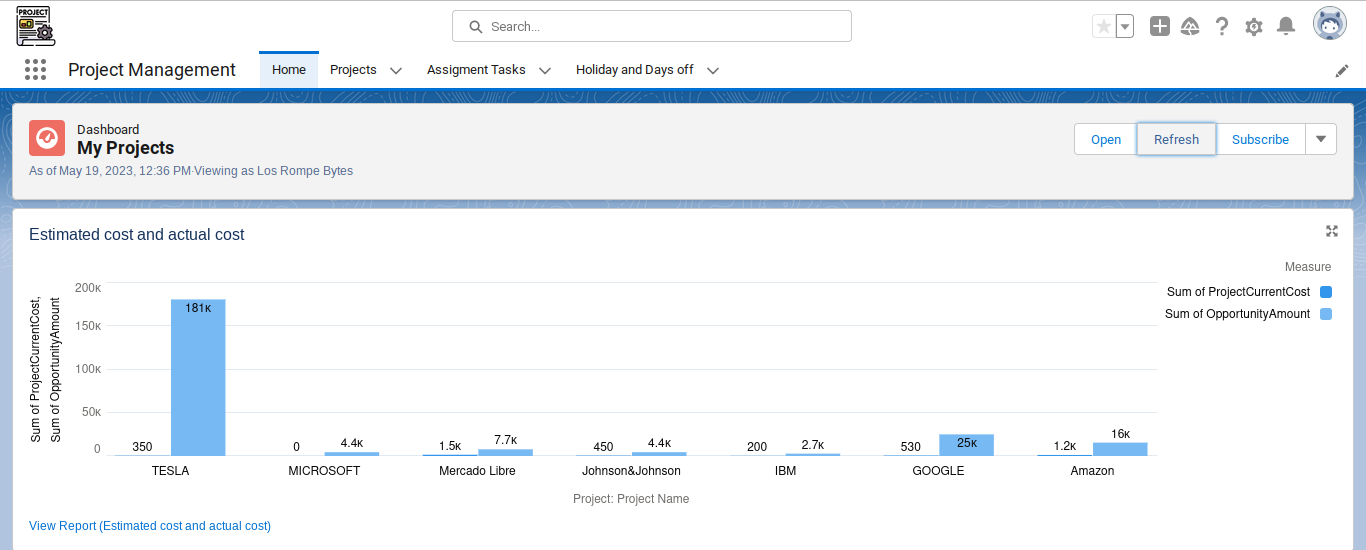 PROJECT
Search...
Project Management
Home
Projects
Assigment Tasks
Holiday and Days off
Dashboard
My Projects
As of May 19, 2023, 12:36 PM·Viewing as Los Rompe Bytes
Open
Refresh
Subscribe
Estimated cost and actual cost
Measure
Sum of ProjectCurrentCost
Sum of OpportunityAmount
Sum of ProjectCurrentCost,
Sum of OpportunityAmount
200K
150K
100K
50K
0
350
181K
0
4.4K
1.5K
7.7K
450
4.4K
200
2.7K
530
25K
1.2K
16K
TESLA
MICROSOFT
Mercado Libre
Johnson&Johnson
IBM
GOOGLE
Amazon
Project: Project Name
View Report (Estimated cost and actual cost)